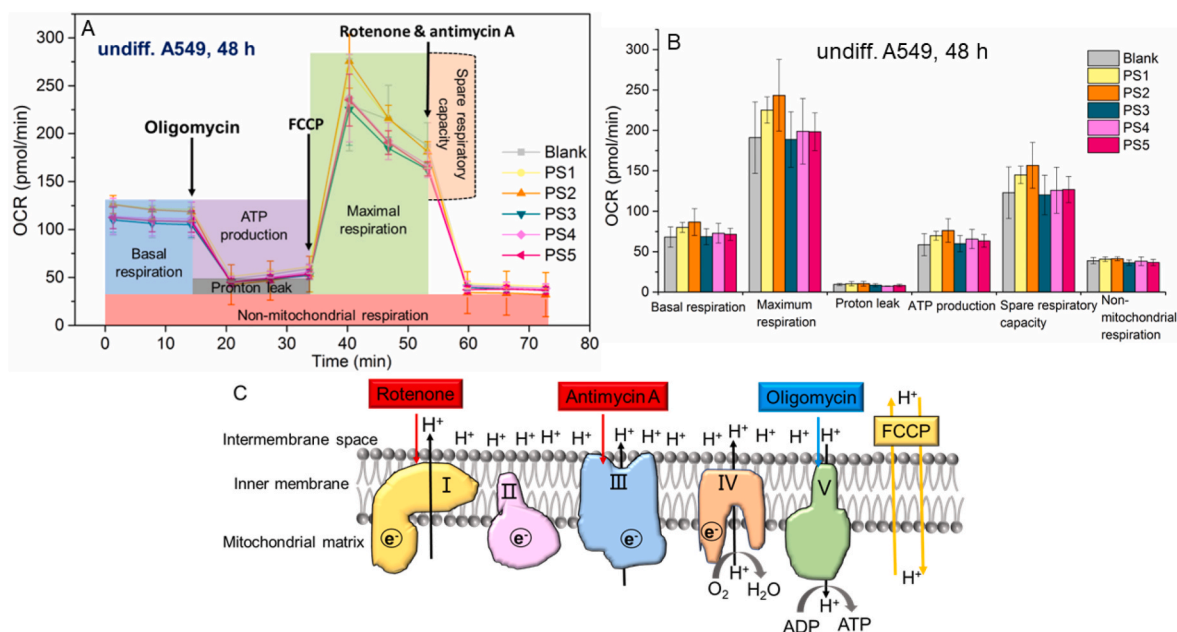 A
undiff. A549, 48 h
Rotenone & antimycin A
Oligomycin
FCCP
Spare respiratory
capacity
ATP
production
Maximal
respiration
Basal
respiration
Pronton leak
Non-mitochondrial respiration
Blank
PS1
PS2
PS3
PS4
PS5
OCR (pmol/min)
300
250
200
150
100
50
0
0 10 20 30 40 50 60 70 80
Time (min)
B
undiff. A549, 48 h
Blank
PS1
PS2
PS3
PS4
PS5
OCR (pmol/min)
300
250
200
150
100
50
0
Basal respiration
Maximum
respiration
Proton leak
ATP production
Spare respiratory
capacity
Non-
mitochondrial
respiration
C
Rotenone
Antimycin A
Oligomycin
FCCP
H+
H+ H+ H+ H+ H+ H+ H+ H+ H+ H+ H+
H+
Intermembrane space
Inner membrane
Mitochondrial matrix
I
II
III
IV
V
e-
e-
e-
e-
H+
O2
H2O
H+
ADP
ATP
H+